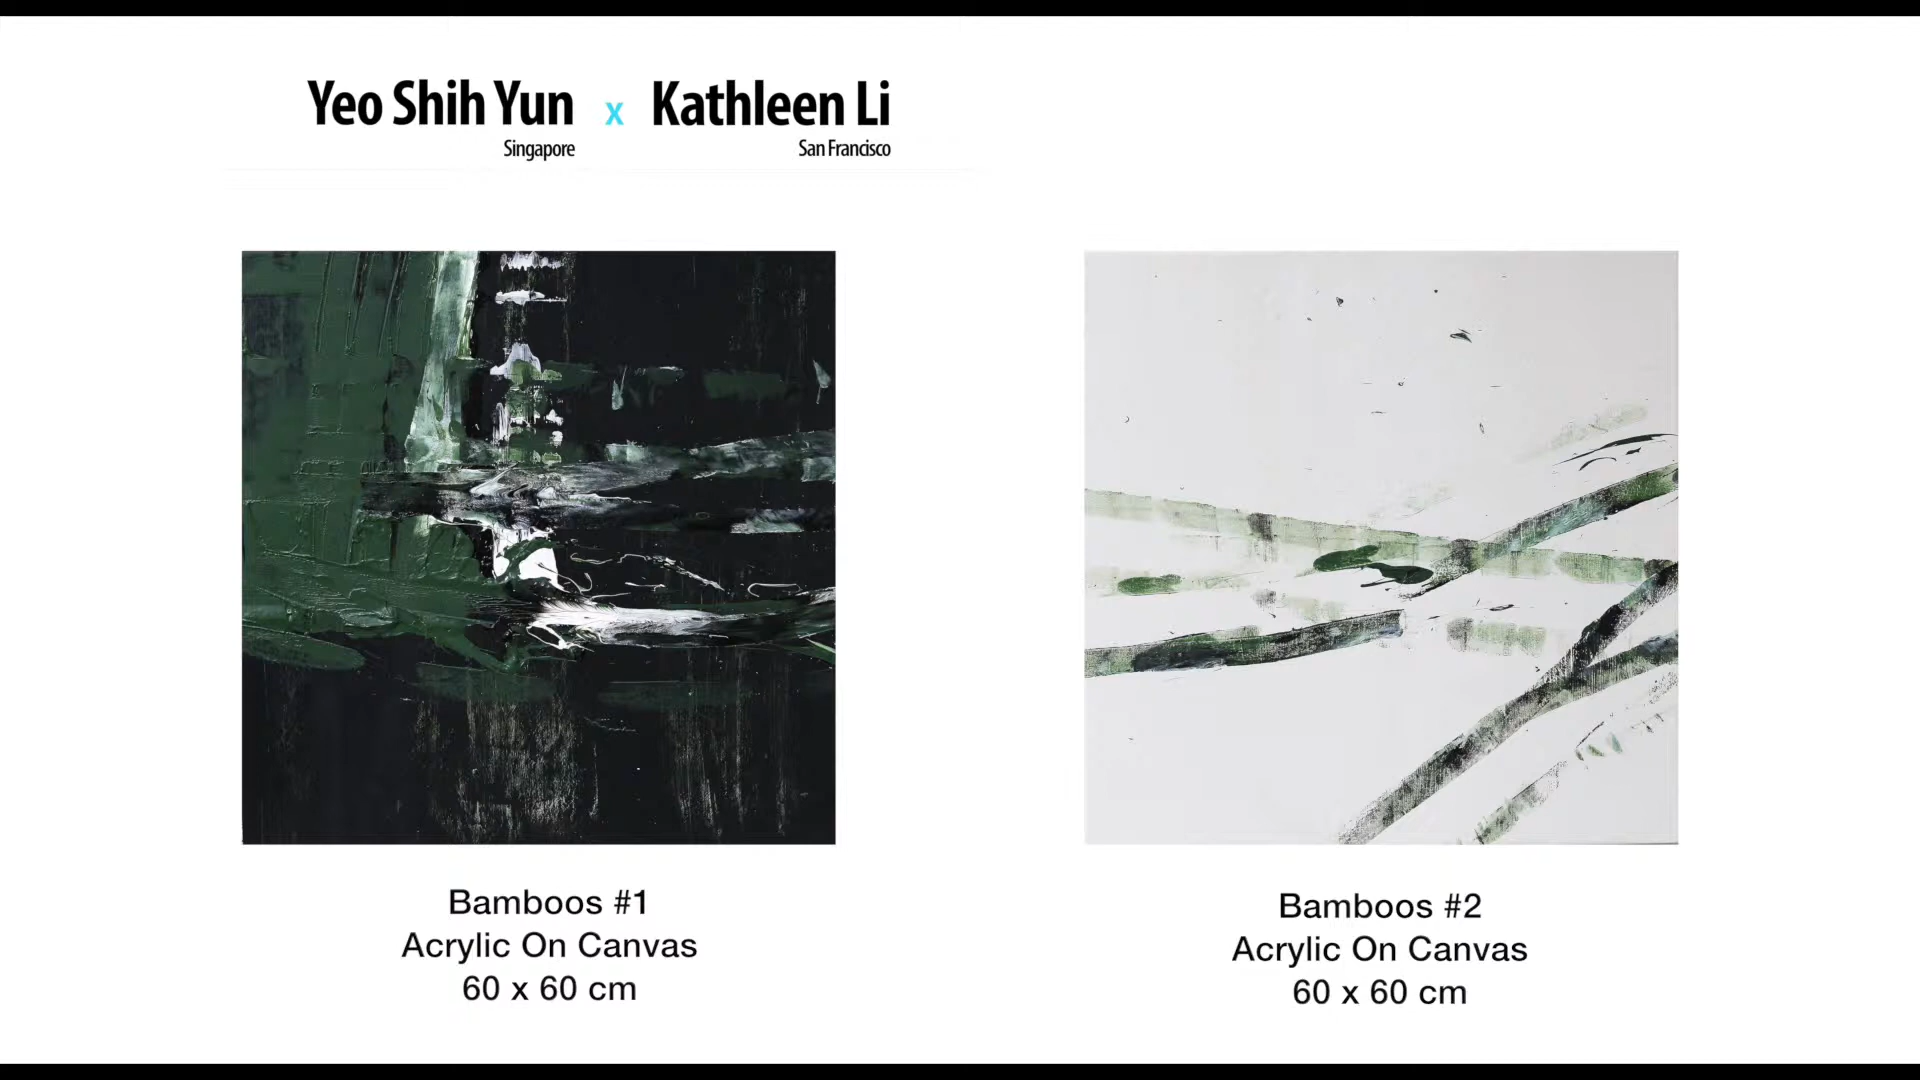 Yeo Shih Yun x Kathleen Li
Singapore San Francisco
Bamboos #1
Acrylic On Canvas
60 x 60 cm
Bamboos #2
Acrylic On Canvas
60 x 60 cm